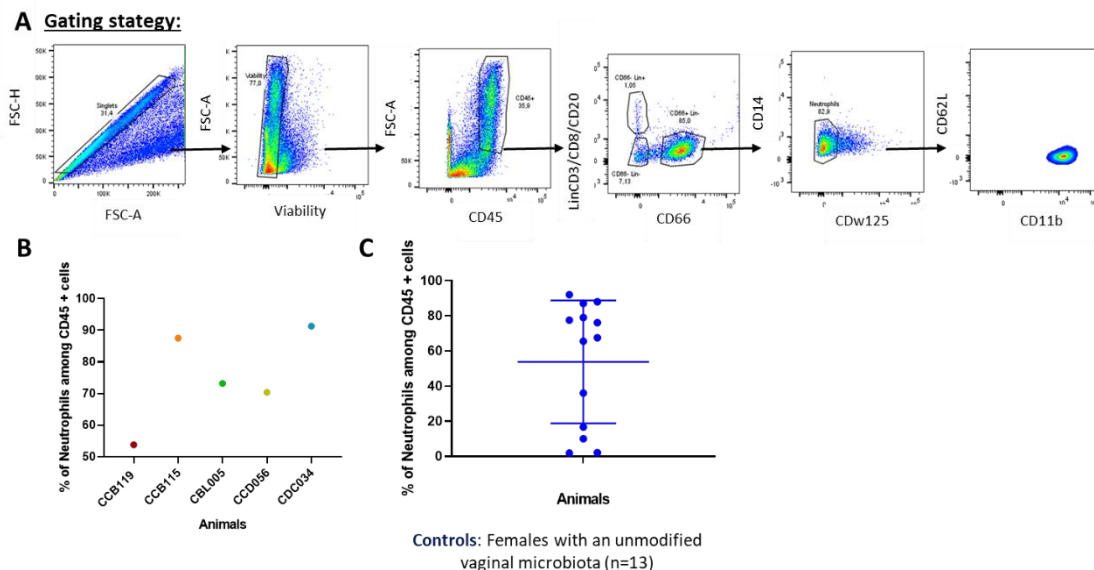 A Gating stategy:
FSC-H
Singlets
31,4
FSC-A
FSC-A
Viability
77,0
Viability
FSC-A
CD45+
35,9
CD45
LinCD3/CD8/CD20
CD66- Lin+
1,05
CD66+ Lin-
85,0
CD66- Lin-
7,13
CD66
CD14
Neutrophils
82,9
CDw125
CD62L
CD11b
B
% of Neutrophils among CD45 + cells
100
90
80
70
60
50
CCB119
CCB115
CBL005
CCD056
CDC034
Animals
C
% of Neutrophils among CD45 + cells
100
80
60
40
20
0
Animals
Controls: Females with an unmodified
vaginal microbiota (n=13)